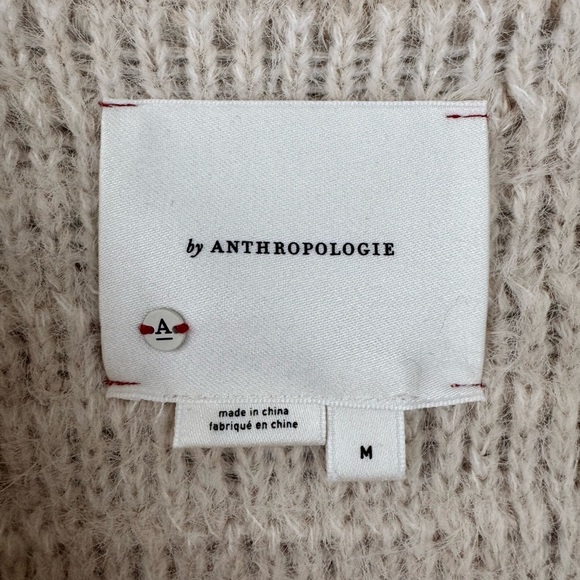 by ANTHROPOLOGIE
A
made in china
fabriqué en chine
M